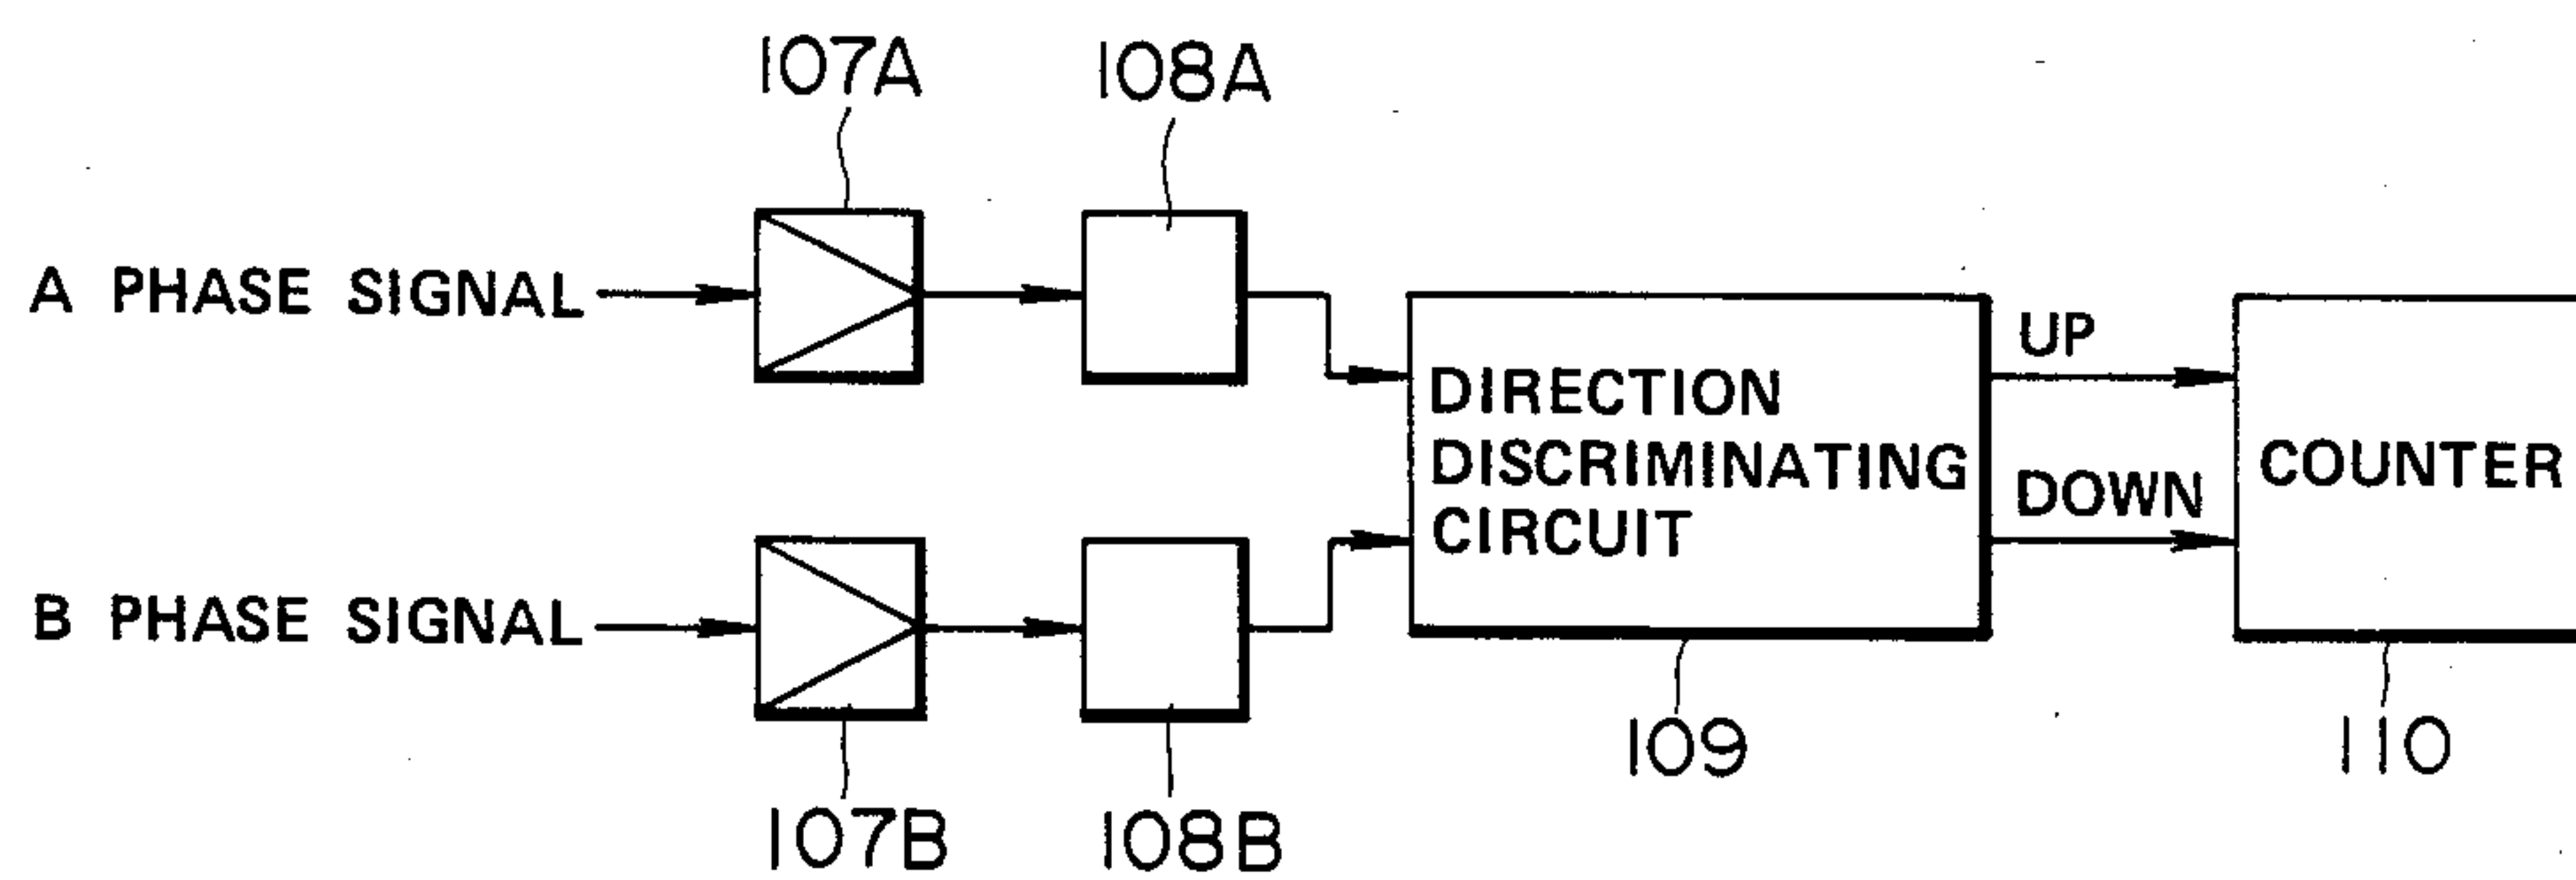 107A
108A
A PHASE SIGNAL
UP
DIRECTION
DISCRIMINATING
CIRCUIT
DOWN
COUNTER
B PHASE SIGNAL
109
110
107B
108B